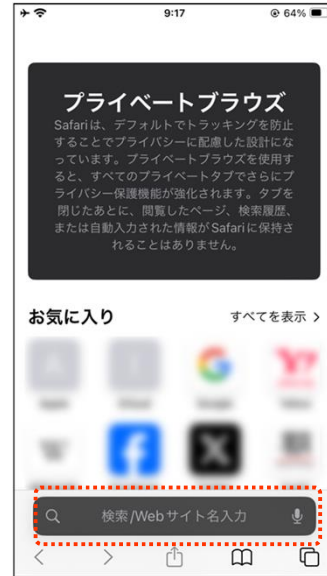 9:17
64%
プライベートブラウズ
Safariは、デフォルトでトラッキングを防止
することでプライバシーに配慮した設計にな
っています。プライベートブラウズを使用す
ると、すべてのプライベートタブでさらにプ
ライバシー保護機能が強化されます。タブを
閉じたあとに、閲覧したページ、検索履歴、
または自動入力された情報がSafariに保持さ
れることはありません。
お気に入り
すべてを表示 >
検索/Webサイト名入力